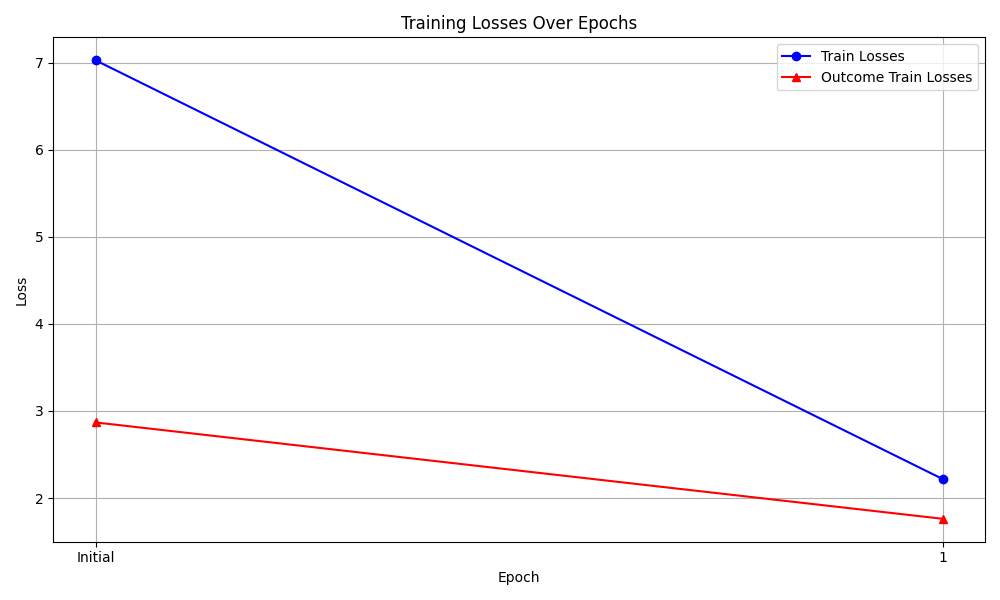 Training Losses Over Epochs
Train Losses
Outcome Train Losses
7
6
5
4
3
2
Loss
Initial
1
Epoch